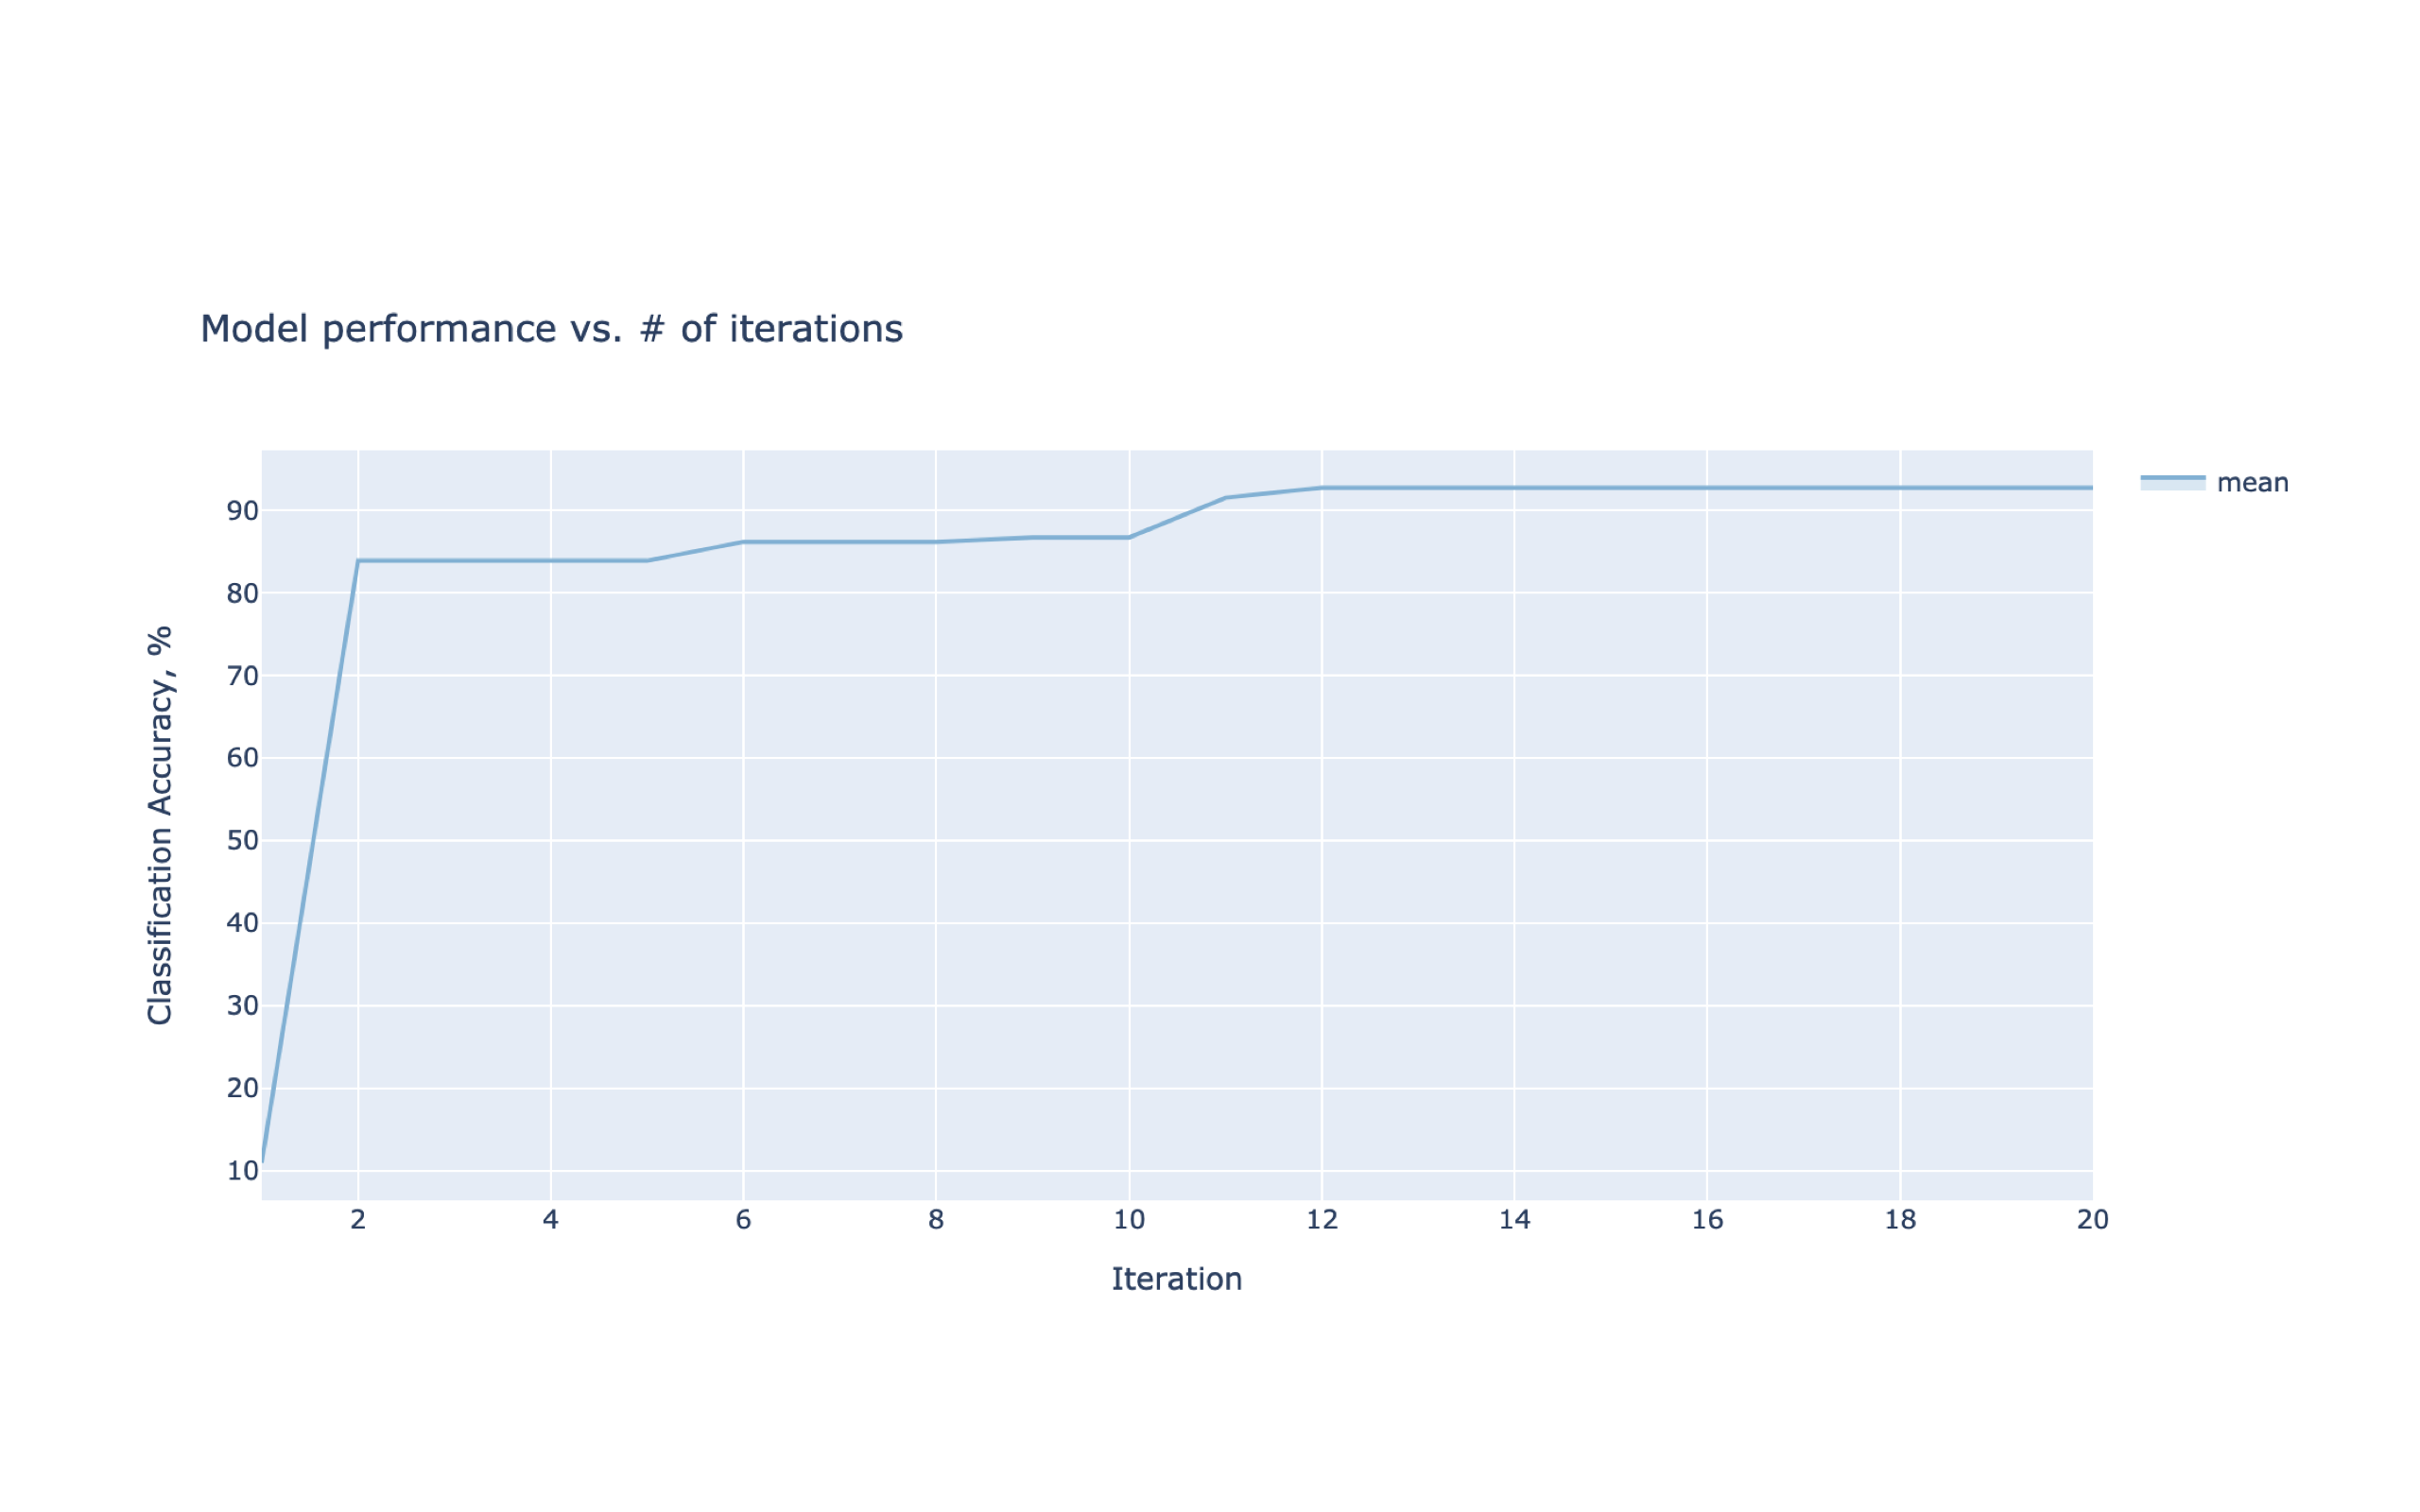 Model performance vs. # of iterations
mean
90
80
70
60
50
40
30
20
10
Classification Accuracy, %
2 4 6 8 10 12 14 16 18 20
Iteration